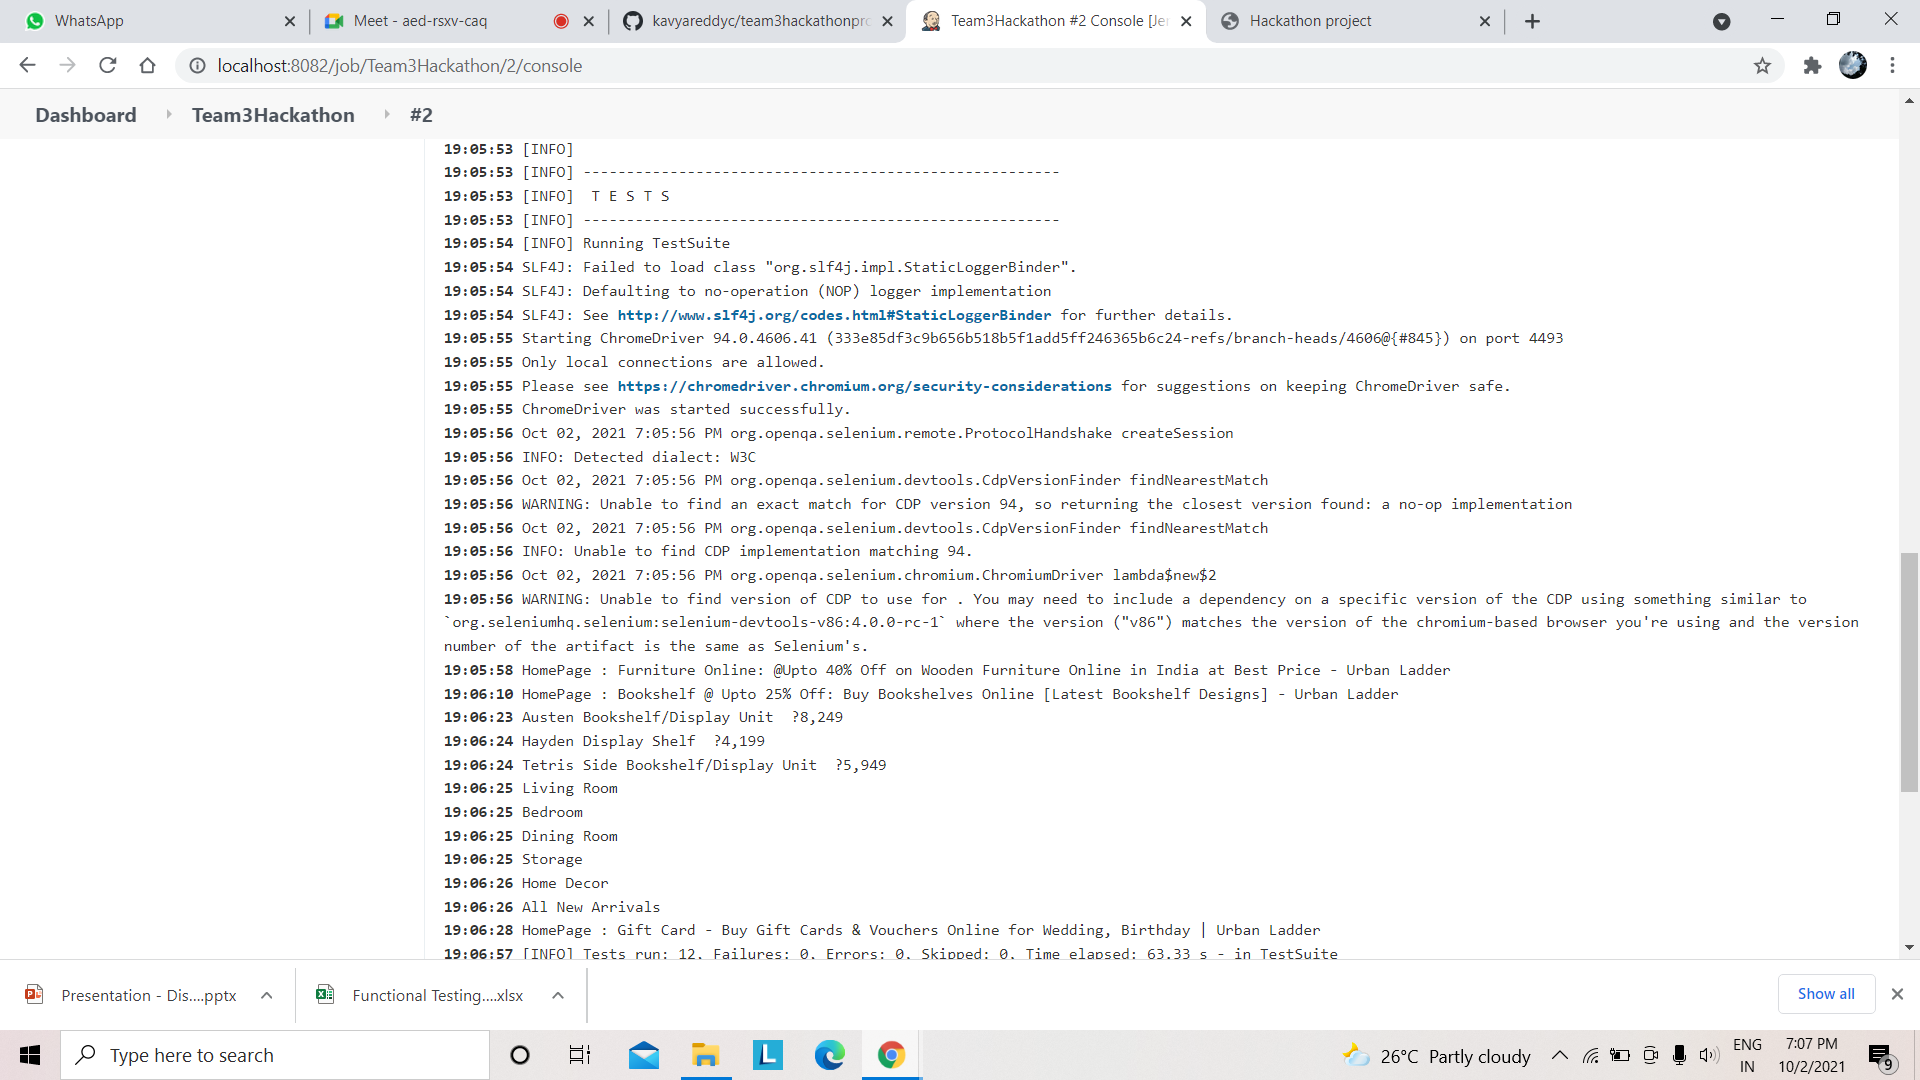 WhatsApp
Meet - aed-rsxv-caq
kavyareddyc/team3hackathonpro
Team3Hackathon #2 Console [Jen
Hackathon project
localhost:8082/job/Team3Hackathon/2/console
Dashboard Team3Hackathon #2
19:05:53 [INFO]
19:05:53 [INFO] -------------------------------------------------------
19:05:53 [INFO]  T E S T S
19:05:53 [INFO] -------------------------------------------------------
19:05:54 [INFO] Running TestSuite
19:05:54 SLF4J: Failed to load class "org.slf4j.impl.StaticLoggerBinder".
19:05:54 SLF4J: Defaulting to no-operation (NOP) logger implementation
19:05:54 SLF4J: See http://www.slf4j.org/codes.html#StaticLoggerBinder for further details.
19:05:55 Starting ChromeDriver 94.0.4606.41 (333e85df3c9b656b518b5f1add5ff246365b6c24-refs/branch-heads/4606@{#845}) on port 4493
19:05:55 Only local connections are allowed.
19:05:55 Please see https://chromedriver.chromium.org/security-considerations for suggestions on keeping ChromeDriver safe.
19:05:55 ChromeDriver was started successfully.
19:05:56 Oct 02, 2021 7:05:56 PM org.openqa.selenium.remote.ProtocolHandshake createSession
19:05:56 INFO: Detected dialect: W3C
19:05:56 Oct 02, 2021 7:05:56 PM org.openqa.selenium.devtools.CdpVersionFinder findNearestMatch
19:05:56 WARNING: Unable to find an exact match for CDP version 94, so returning the closest version found: a no-op implementation
19:05:56 Oct 02, 2021 7:05:56 PM org.openqa.selenium.devtools.CdpVersionFinder findNearestMatch
19:05:56 INFO: Unable to find CDP implementation matching 94.
19:05:56 Oct 02, 2021 7:05:56 PM org.openqa.selenium.chromium.ChromiumDriver lambda$new$2
19:05:56 WARNING: Unable to find version of CDP to use for . You may need to include a dependency on a specific version of the CDP using something similar to
`org.seleniumhq.selenium:selenium-devtools-v86:4.0.0-rc-1` where the version ("v86") matches the version of the chromium-based browser you're using and the version
number of the artifact is the same as Selenium's.
19:05:58 HomePage : Furniture Online: @Upto 40% Off on Wooden Furniture Online in India at Best Price - Urban Ladder
19:06:10 HomePage : Bookshelf @ Upto 25% Off: Buy Bookshelves Online [Latest Bookshelf Designs] - Urban Ladder
19:06:23 Austen Bookshelf/Display Unit  ?8,249
19:06:24 Hayden Display Shelf  ?4,199
19:06:24 Tetris Side Bookshelf/Display Unit  ?5,949
19:06:25 Living Room
19:06:25 Bedroom
19:06:25 Dining Room
19:06:25 Storage
19:06:26 Home Decor
19:06:26 All New Arrivals
19:06:28 HomePage : Gift Card - Buy Gift Cards & Vouchers Online for Wedding, Birthday | Urban Ladder
19:06:57 [INFO] Tests run: 12, Failures: 0, Errors: 0, Skipped: 0, Time elapsed: 63.33 s - in TestSuite
Presentation - Dis....pptx
Functional Testing....xlsx
Show all
Type here to search
26°C Partly cloudy
ENG
IN
7:07 PM
10/2/2021
9